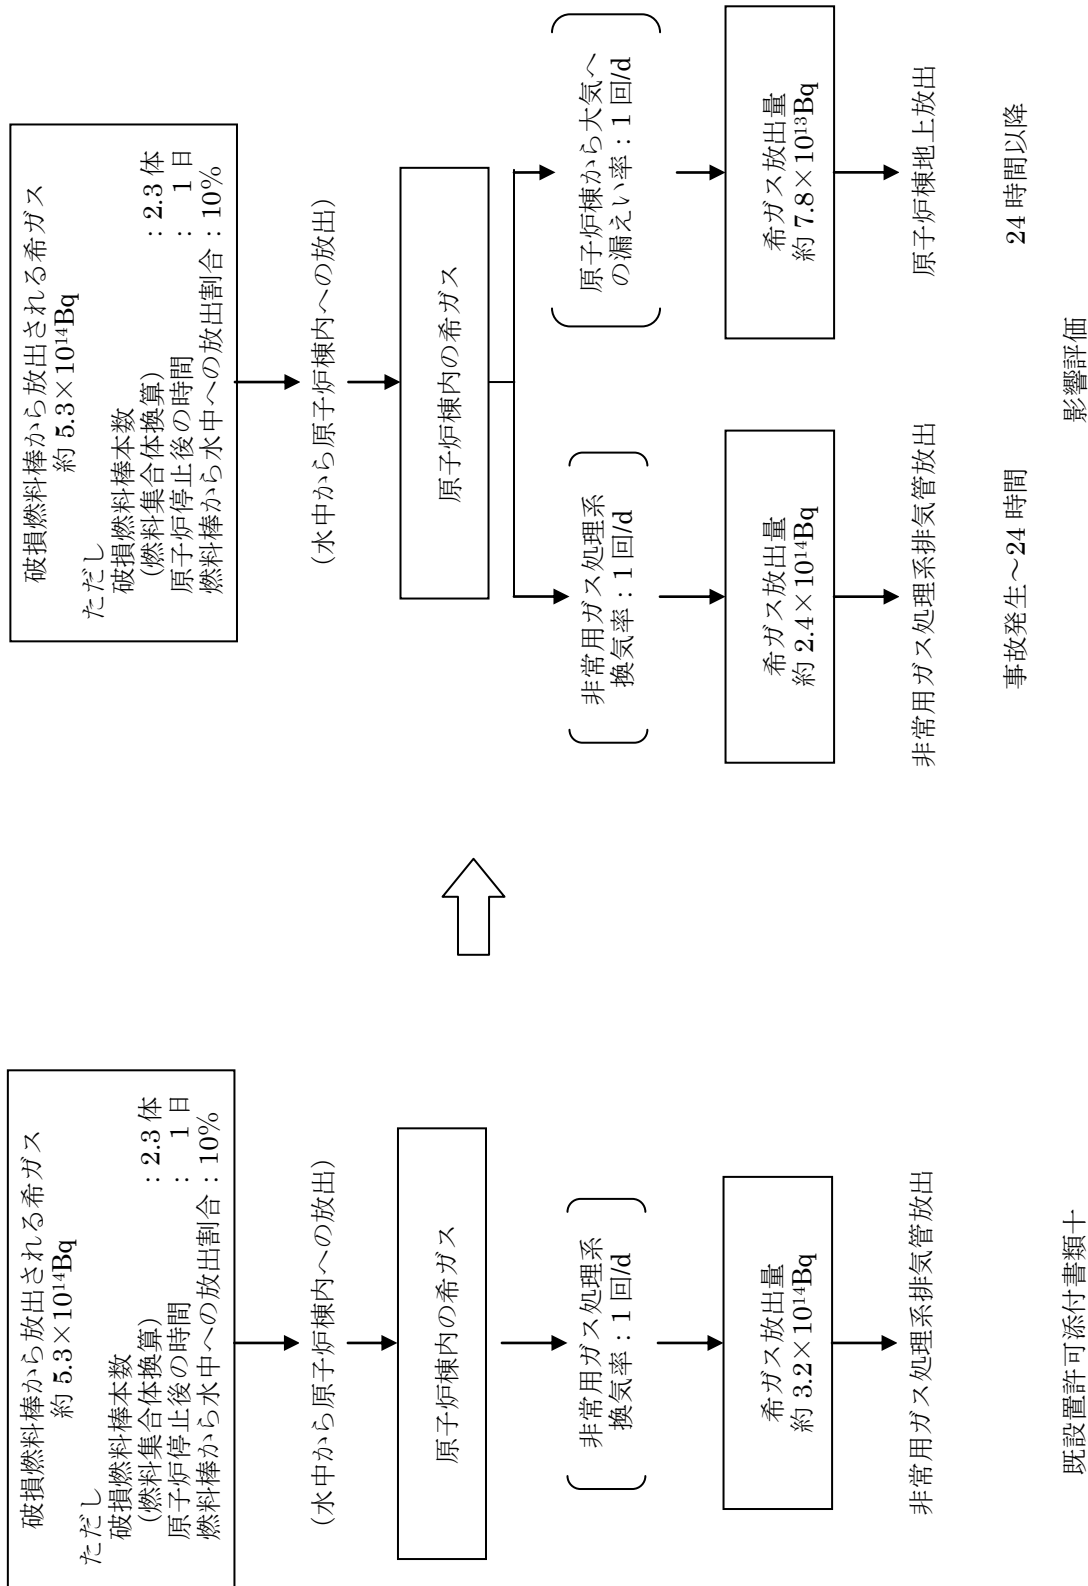 破損燃料棒から放出される希ガス
約 5.3×10¹⁴Bq
ただし
破損燃料棒本数
(燃料集合体換算) : 2.3 体
原子炉停止後の時間 : 1 日
燃料棒から水中への放出割合 : 10%
(水中から原子炉棟内への放出)
原子炉棟内の希ガス
非常用ガス処理系
換気率 : 1 回/d
希ガス放出量
約 3.2×10¹⁴Bq
非常用ガス処理系排気管放出
既設置許可添付書類十
破損燃料棒から放出される希ガス
約 5.3×10¹⁴Bq
ただし
破損燃料棒本数
(燃料集合体換算) : 2.3 体
原子炉停止後の時間 : 1 日
燃料棒から水中への放出割合 : 10%
(水中から原子炉棟内への放出)
原子炉棟内の希ガス
非常用ガス処理系
換気率 : 1 回/d
希ガス放出量
約 2.4×10¹⁴Bq
非常用ガス処理系排気管放出
事故発生～24 時間
原子炉棟から大気へ
の漏えい率 : 1 回/d
希ガス放出量
約 7.8×10¹³Bq
原子炉棟地上放出
24 時間以降
影響評価